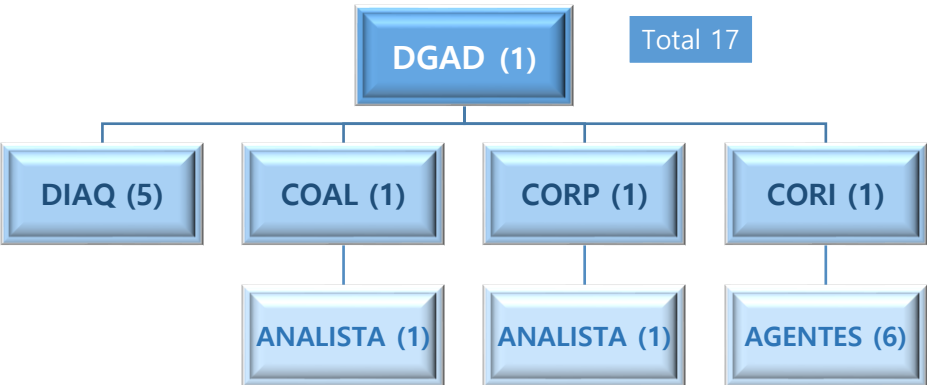 DGAD (1)
Total 17
DIAQ (5)
COAL (1)
CORP (1)
CORI (1)
ANALISTA (1)
ANALISTA (1)
AGENTES (6)